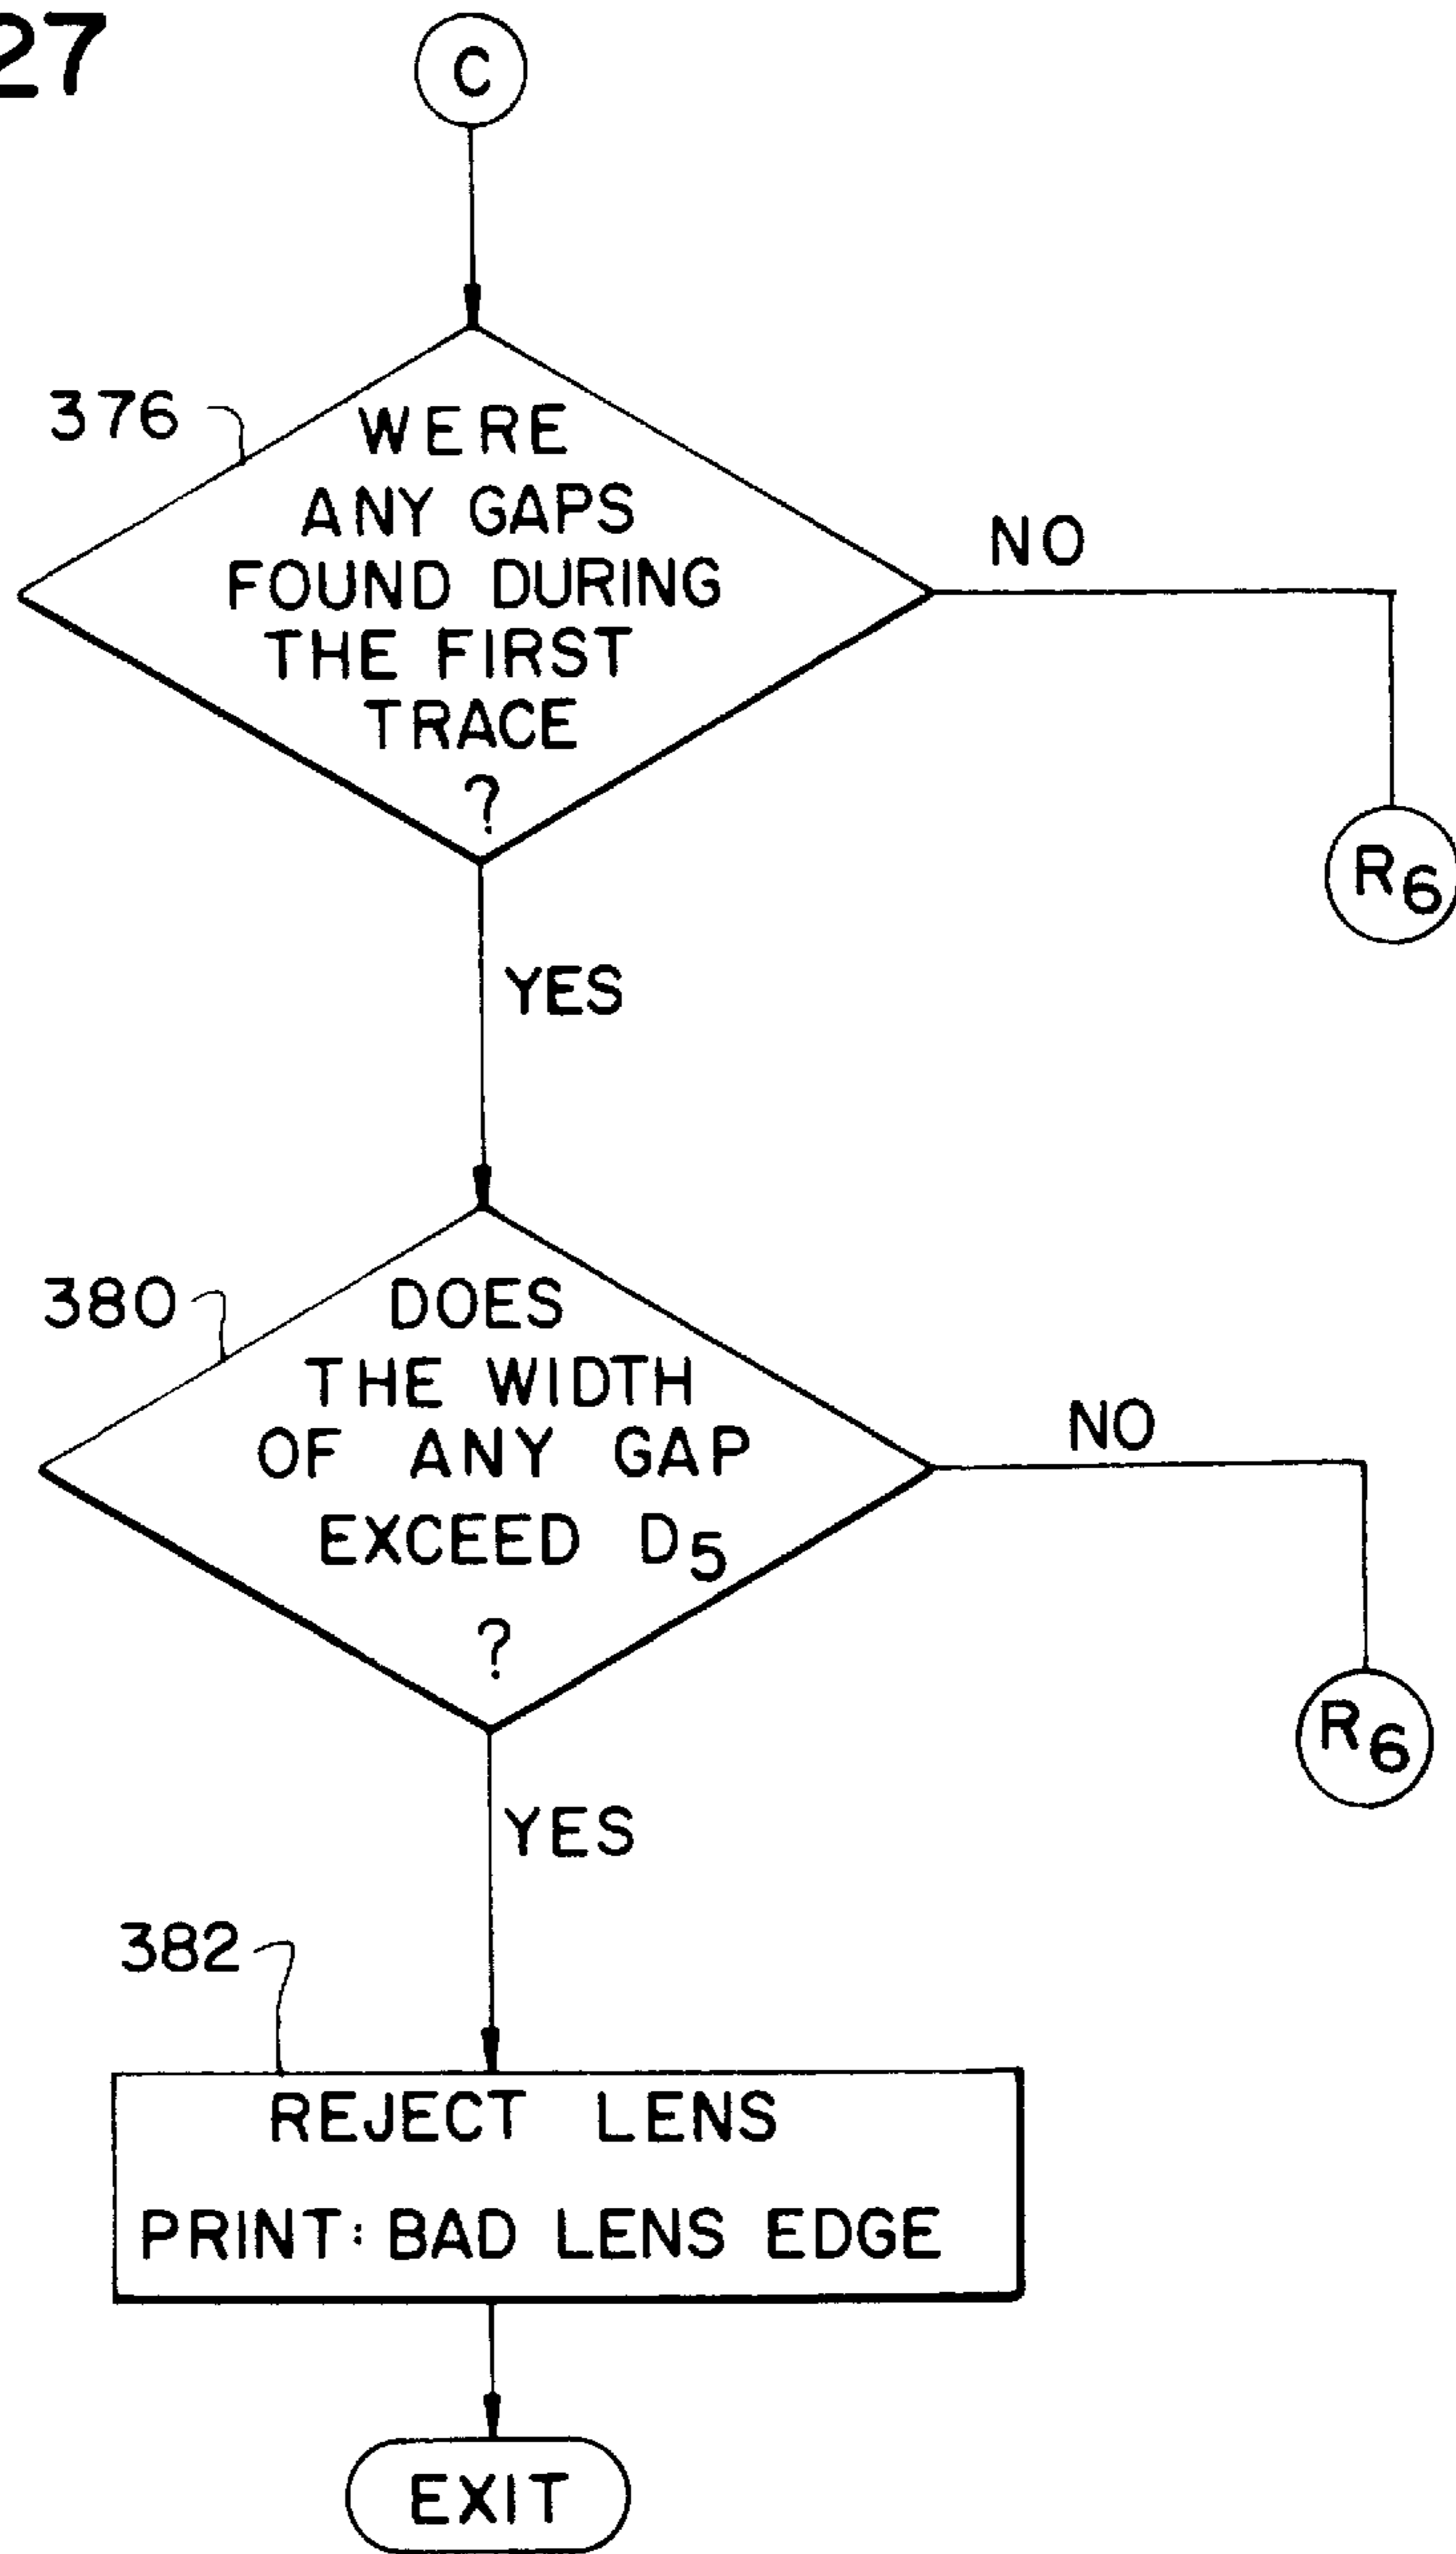 27
C
376
WERE
ANY GAPS
FOUND DURING
THE FIRST
TRACE
?
NO
R6
YES
380
DOES
THE WIDTH
OF ANY GAP
EXCEED D5
?
NO
R6
YES
382
REJECT LENS
PRINT: BAD LENS EDGE
EXIT